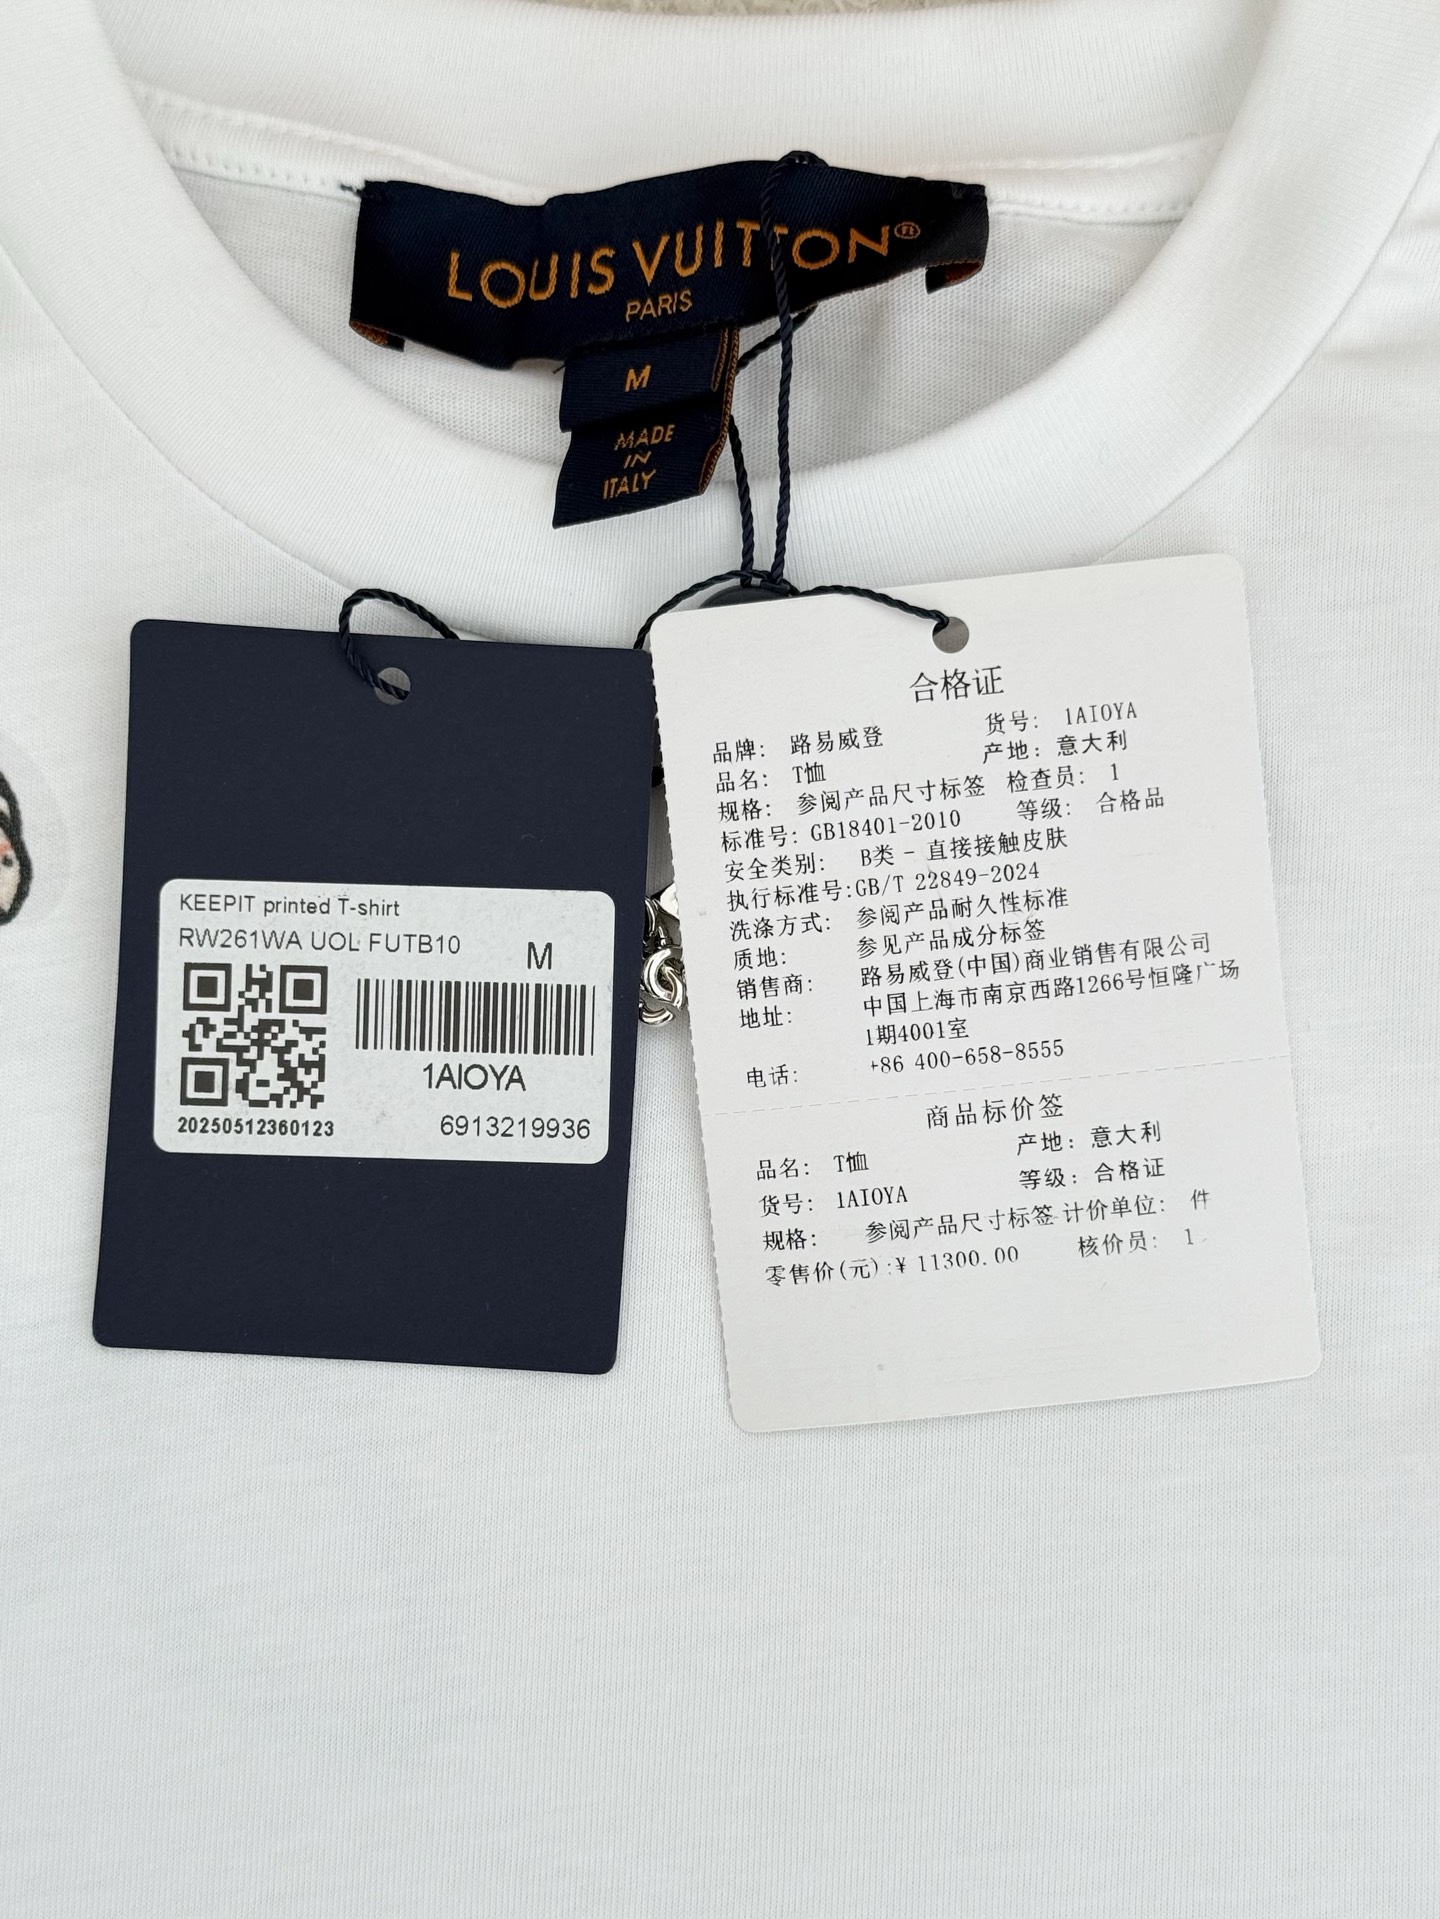 LOUIS VUITTON®
PARIS
M
MADE
IN
ITALY
KEEPIT printed T-shirt
RW261WA UOL FUTB10
M
1AIOYA
20250512360123
6913219936
合格证
品牌: 路易威登 货号: 1AIOYA
品名: T恤 产地: 意大利
规格: 参阅产品尺寸标签 检查员: 1
标准号: GB18401-2010 等级: 合格品
安全类别: B类 - 直接接触皮肤
执行标准号:GB/T 22849-2024
洗涤方式: 参阅产品耐久性标准
质地: 参见产品成分标签
销售商: 路易威登(中国)商业销售有限公司
地址: 中国上海市南京西路1266号恒隆广场
1期4001室
电话: +86 400-658-8555
商品标价签
品名: T恤 产地: 意大利
货号: 1AIOYA 等级: 合格证
规格: 参阅产品尺寸标签 计价单位: 件
零售价(元):¥ 11300.00 核价员: 1